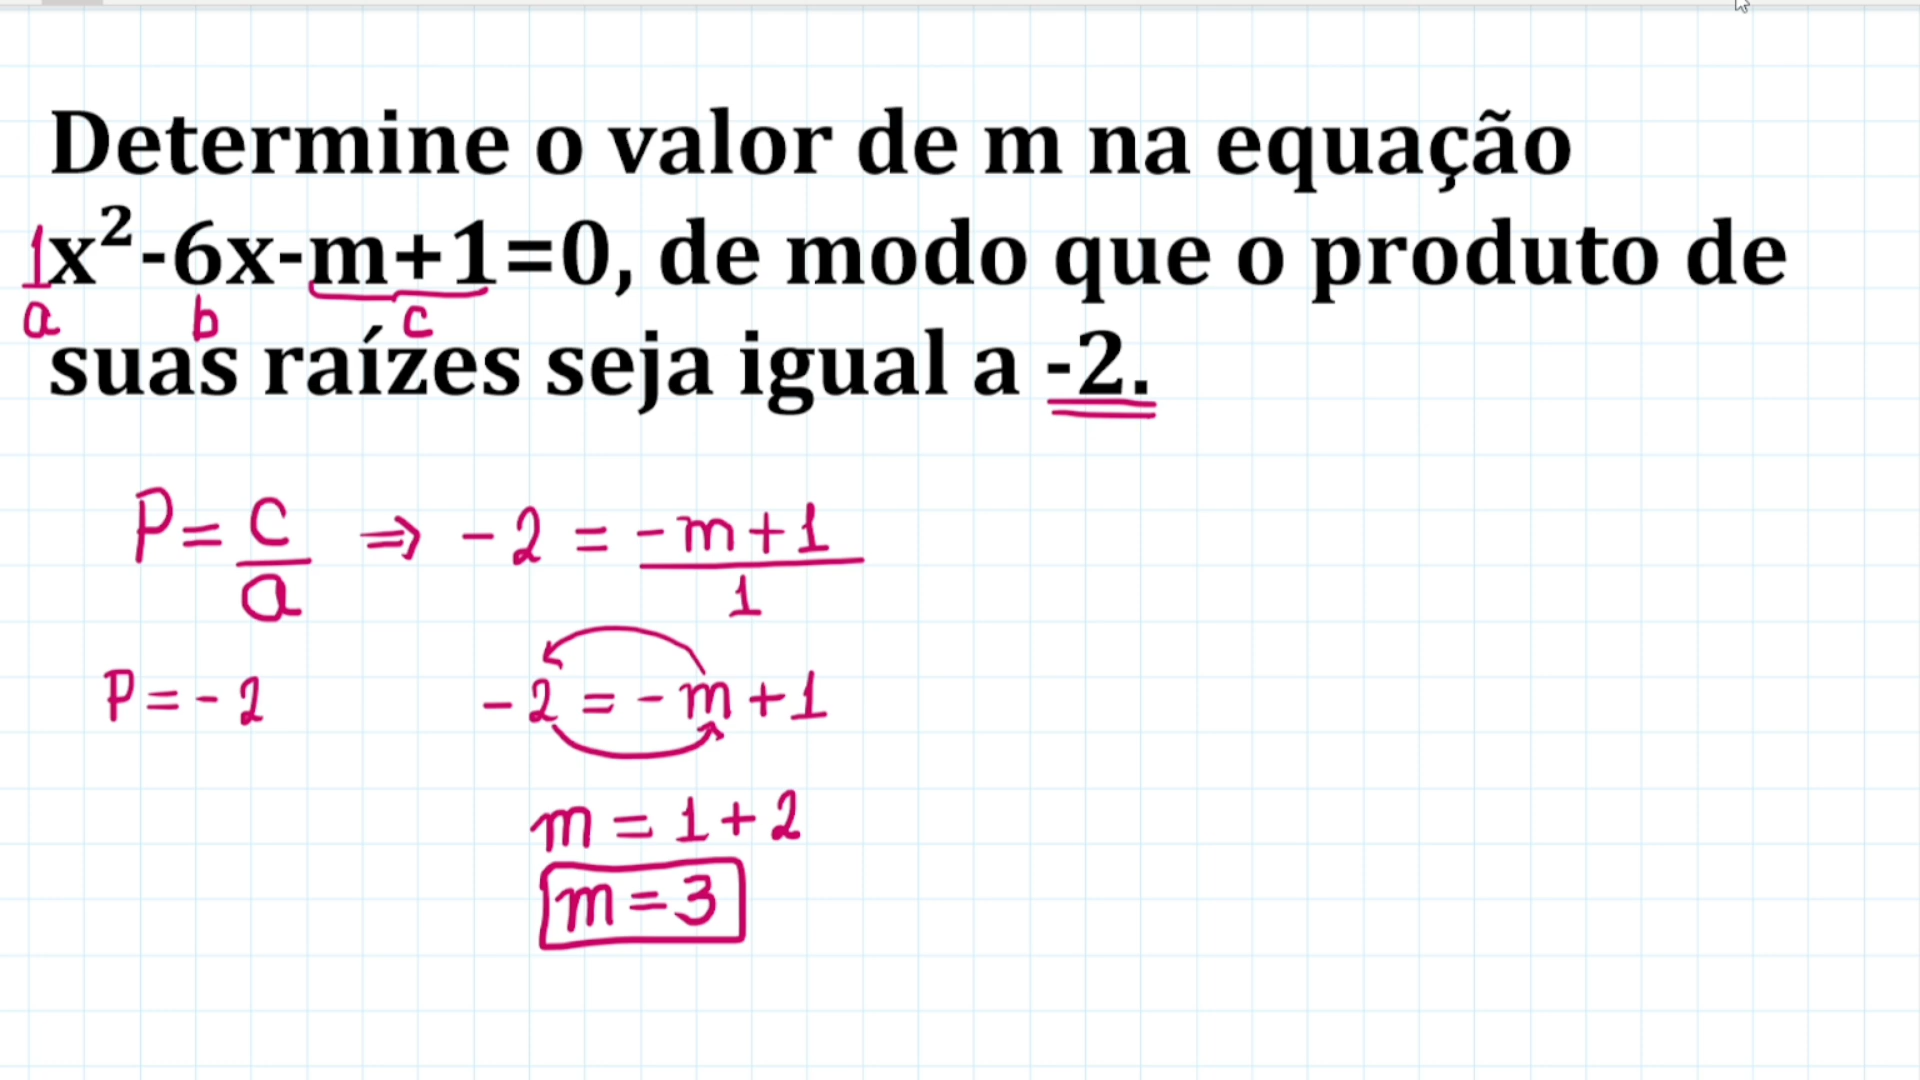 Determine o valor de m na equação
1x²-6x-m+1=0, de modo que o produto de
a b c
suas raízes seja igual a -2.
P = c/a ⇒ -2 = -m+1/1
P = -2 -2 = -m+1
m = 1+2
m = 3